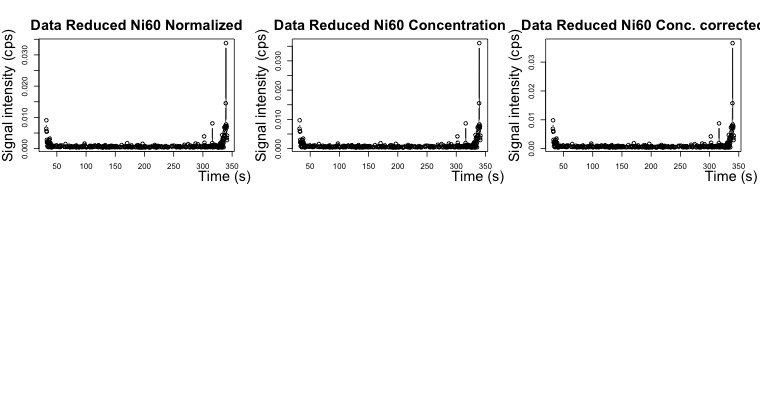 Data Reduced Ni60 Normalized
Signal intensity (cps)
0.000 0.010 0.020 0.030
50 100 150 200 250 300 350
Time (s)
Data Reduced Ni60 Concentration
Signal intensity (cps)
0.000 0.010 0.020 0.030
50 100 150 200 250 300 350
Time (s)
Data Reduced Ni60 Conc. corrected
Signal intensity (cps)
0.00 0.01 0.02 0.03
50 100 150 200 250 300 350
Time (s)